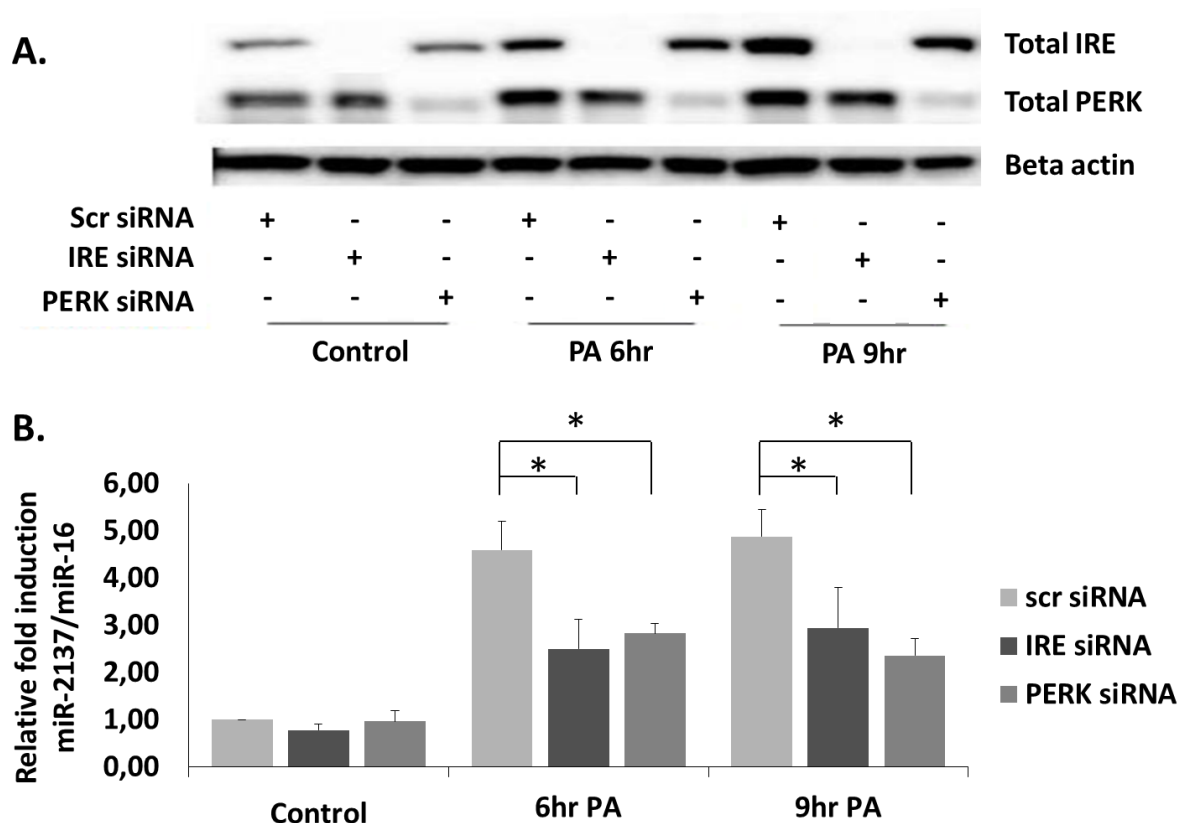 A.
Total IRE
Total PERK
Beta actin
Scr siRNA + - - + - - + - -
IRE siRNA - + - - + - - + -
PERK siRNA - - + - - + - - +
Control PA 6hr PA 9hr
B.
* *
* *
Relative fold induction
miR-2137/miR-16
6,00
5,00
4,00
3,00
2,00
1,00
0,00
Control 6hr PA 9hr PA
scr siRNA
IRE siRNA
PERK siRNA